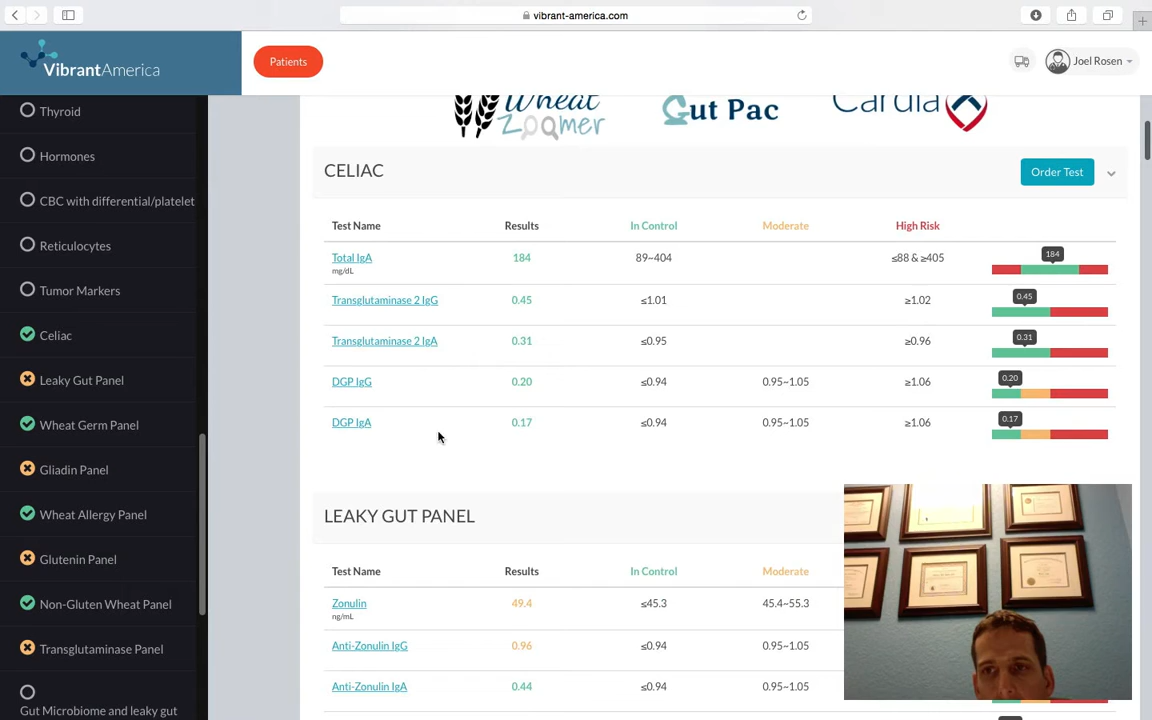 vibrant-america.com
VibrantAmerica
Patients
Joel Rosen
Thyroid
Hormones
CBC with differential/platelet
Reticulocytes
Tumor Markers
Celiac
Leaky Gut Panel
Wheat Germ Panel
Gliadin Panel
Wheat Allergy Panel
Glutenin Panel
Non-Gluten Wheat Panel
Transglutaminase Panel
Gut Microbiome and leaky gut
Wheat Zoomer
Gut Pac
Cardia
CELIAC
Order Test
Test Name Results In Control Moderate High Risk
Total IgA 184 89~404 ≤88 & ≥405 184
mg/dL
Transglutaminase 2 IgG 0.45 ≤1.01 ≥1.02 0.45
Transglutaminase 2 IgA 0.31 ≤0.95 ≥0.96 0.31
DGP IgG 0.20 ≤0.94 0.95~1.05 ≥1.06 0.20
DGP IgA 0.17 ≤0.94 0.95~1.05 ≥1.06 0.17
LEAKY GUT PANEL
Test Name Results In Control Moderate
Zonulin 49.4 ≤45.3 45.4~55.3
ng/mL
Anti-Zonulin IgG 0.96 ≤0.94 0.95~1.05
Anti-Zonulin IgA 0.44 ≤0.94 0.95~1.05